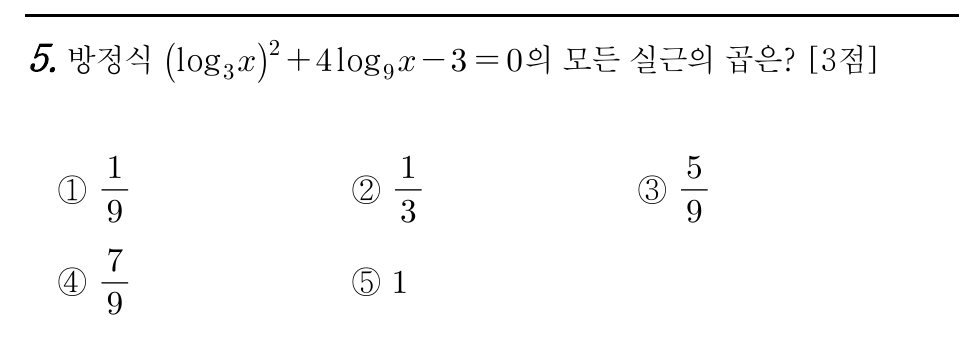 5. 방정식 (log₃x)²+4log₉x−3=0의 모든 실근의 곱은? [3점]
① 1/9 ② 1/3 ③ 5/9
④ 7/9 ⑤ 1